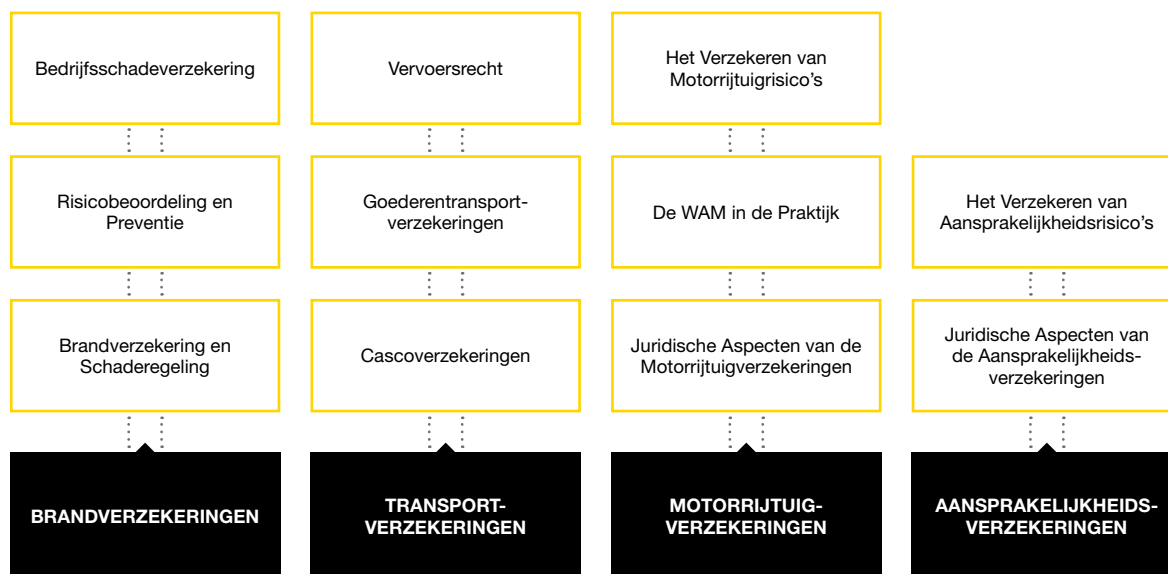 Bedrijfsschadeverzekering
Vervoersrecht
Het Verzekeren van
Motorrijtuigrisico’s
Risicobeoordeling en
Preventie
Goederentransport-
verzekeringen
De WAM in de Praktijk
Het Verzekeren van
Aansprakelijkheidsrisico’s
Brandverzekering en
Schaderegeling
Cascoverzekeringen
Juridische Aspecten van de
Motorrijtuigverzekeringen
Juridische Aspecten van
de Aansprakelijkheids-
verzekeringen
BRANDVERZEKERINGEN
TRANSPORT-
VERZEKERINGEN
MOTORRIJTUIG-
VERZEKERINGEN
AANSPRAKELIJKHEIDS-
VERZEKERINGEN